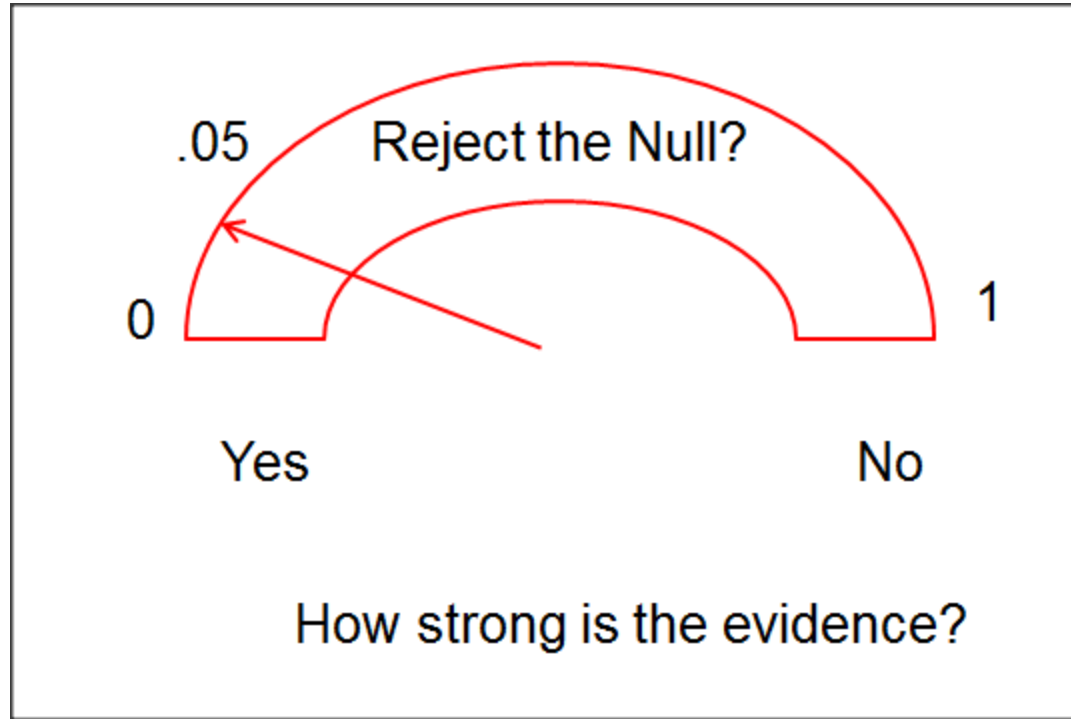 .05
Reject the Null?
0
1
Yes
No
How strong is the evidence?